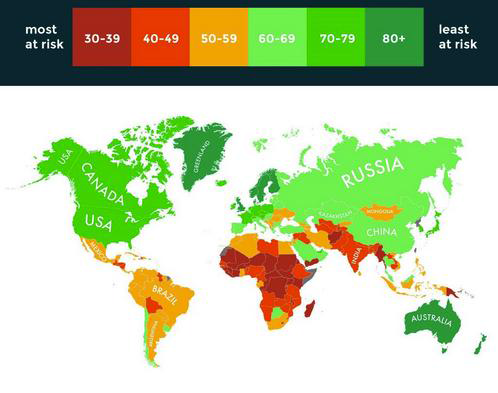 most
at risk
30-39
40-49
50-59
60-69
70-79
80+
least
at risk
USA
CANADA
USA
MEXICO
BRAZIL
ARGENTINA
GREENLAND
RUSSIA
KAZAKHSTAN
MONGOLIA
CHINA
INDIA
AUSTRALIA